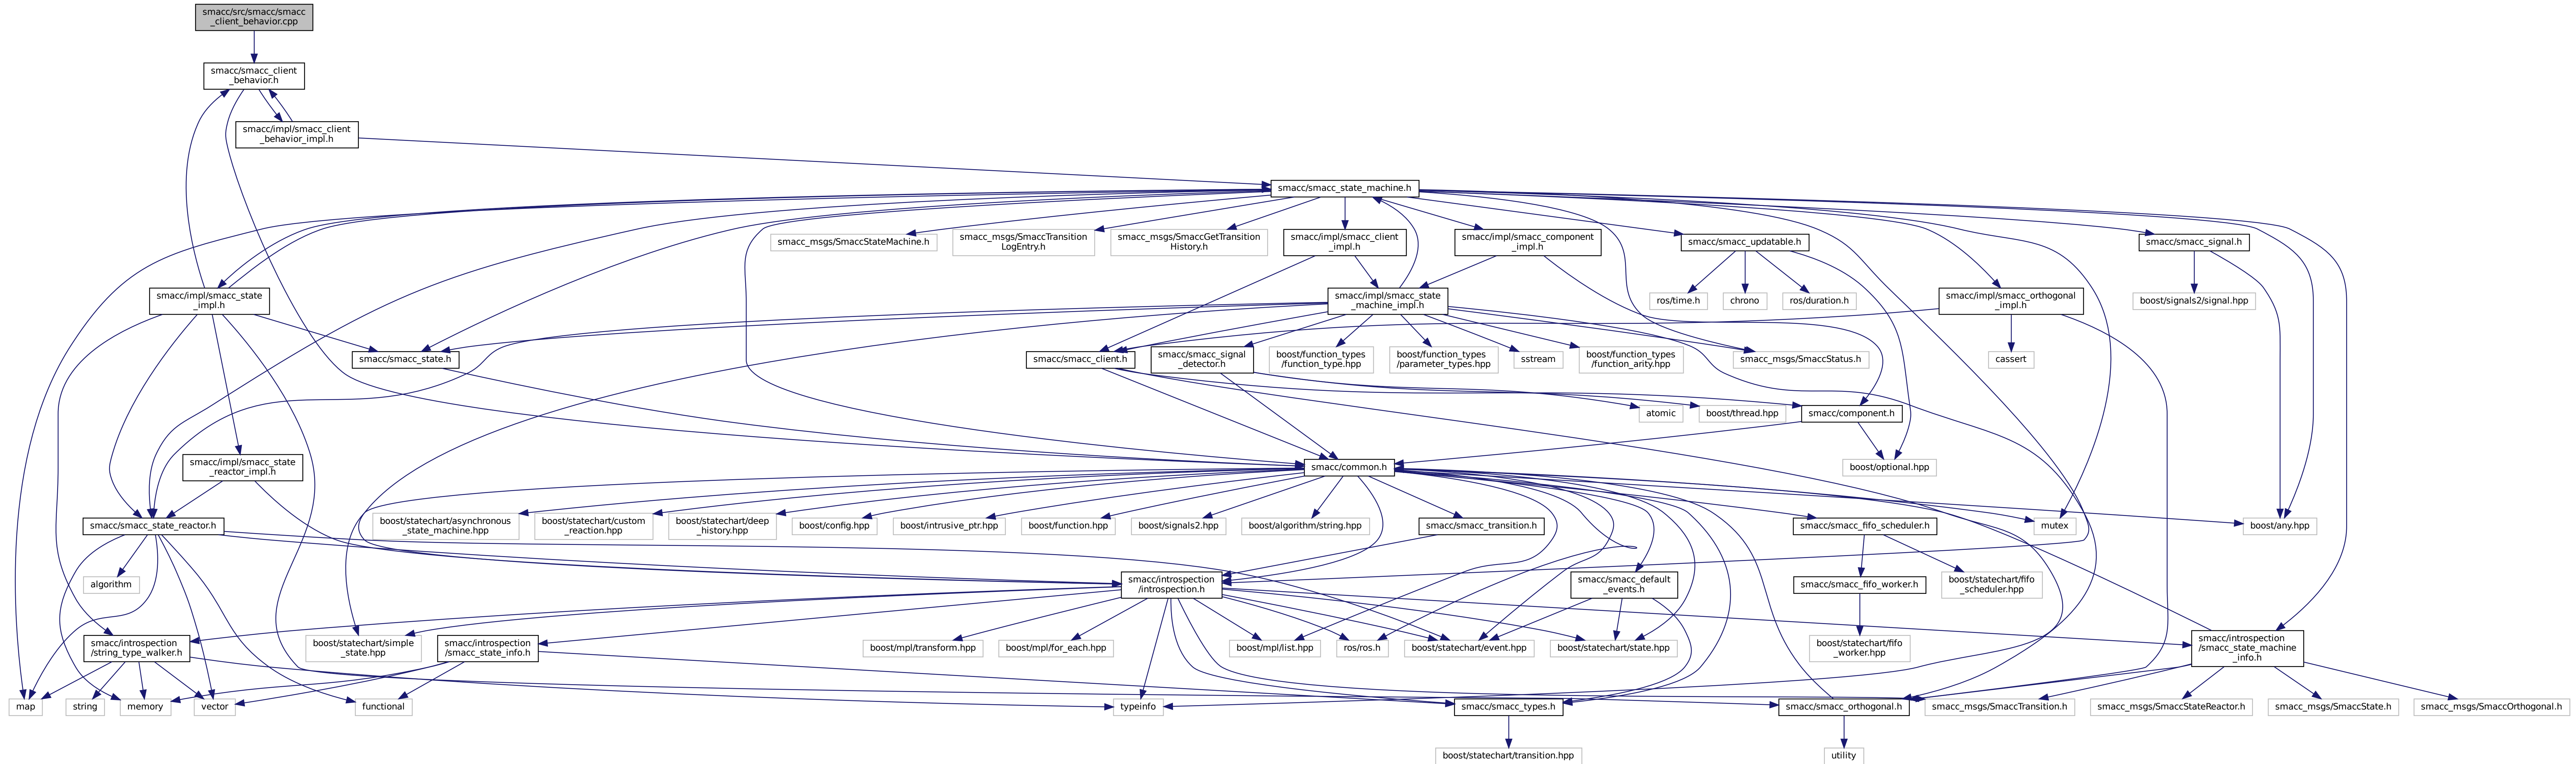 smacc/src/smacc/smacc
_client_behavior.cpp
smacc/smacc_client
_behavior.h
smacc/impl/smacc_client
_behavior_impl.h
smacc/smacc_state_machine.h
smacc_msgs/SmaccStateMachine.h
smacc_msgs/SmaccTransition
LogEntry.h
smacc_msgs/SmaccGetTransition
History.h
smacc/impl/smacc_client
_impl.h
smacc/impl/smacc_component
_impl.h
smacc/smacc_updatable.h
smacc/smacc_signal.h
smacc/impl/smacc_state
_impl.h
smacc/impl/smacc_state
_machine_impl.h
ros/time.h
chrono
ros/duration.h
smacc/impl/smacc_orthogonal
_impl.h
boost/signals2/signal.hpp
smacc/smacc_state.h
smacc/smacc_client.h
smacc/smacc_signal
_detector.h
boost/function_types
/function_type.hpp
boost/function_types
/parameter_types.hpp
sstream
boost/function_types
/function_arity.hpp
smacc_msgs/SmaccStatus.h
cassert
atomic
boost/thread.hpp
smacc/component.h
smacc/impl/smacc_state
_reactor_impl.h
smacc/common.h
boost/optional.hpp
smacc/smacc_state_reactor.h
boost/statechart/asynchronous
_state_machine.hpp
boost/statechart/custom
_reaction.hpp
boost/statechart/deep
_history.hpp
boost/config.hpp
boost/intrusive_ptr.hpp
boost/function.hpp
boost/signals2.hpp
boost/algorithm/string.hpp
smacc/smacc_transition.h
smacc/smacc_fifo_scheduler.h
mutex
boost/any.hpp
algorithm
smacc/introspection
/introspection.h
smacc/smacc_default
_events.h
smacc/smacc_fifo_worker.h
boost/statechart/fifo
_scheduler.hpp
smacc/introspection
/string_type_walker.h
boost/statechart/simple
_state.hpp
smacc/introspection
/smacc_state_info.h
boost/mpl/transform.hpp
boost/mpl/for_each.hpp
boost/mpl/list.hpp
ros/ros.h
boost/statechart/event.hpp
boost/statechart/state.hpp
boost/statechart/fifo
_worker.hpp
smacc/introspection
/smacc_state_machine
_info.h
map
string
memory
vector
functional
typeinfo
smacc/smacc_types.h
smacc/smacc_orthogonal.h
smacc_msgs/SmaccTransition.h
smacc_msgs/SmaccStateReactor.h
smacc_msgs/SmaccState.h
smacc_msgs/SmaccOrthogonal.h
boost/statechart/transition.hpp
utility